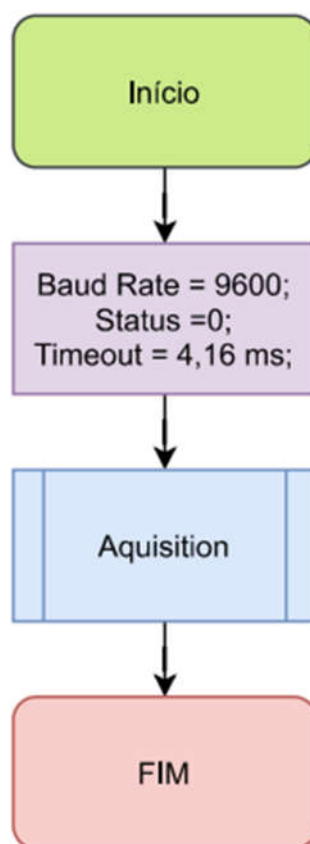 Início
Baud Rate = 9600;
Status =0;
Timeout = 4,16 ms;
Aquisition
FIM